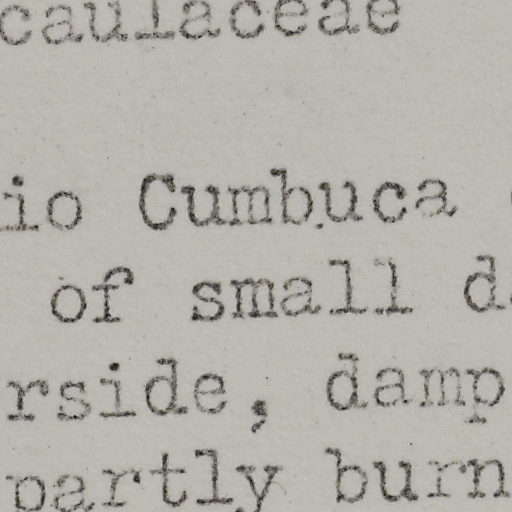 caulaceae
io Cumbuca
of small d
rside, damp
partly burn